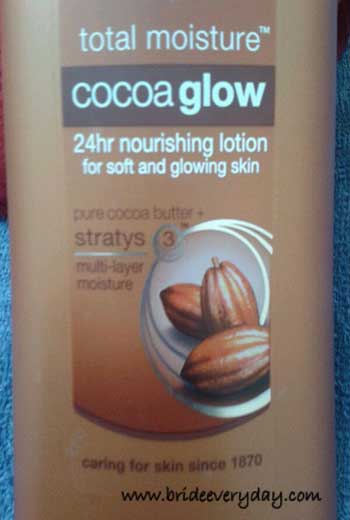 total moisture™
cocoa glow
24hr nourishing lotion
for soft and glowing skin
pure cocoa butter +
stratys 3™
multi-layer
moisture
caring for skin since 1870
www.brideeveryday.com